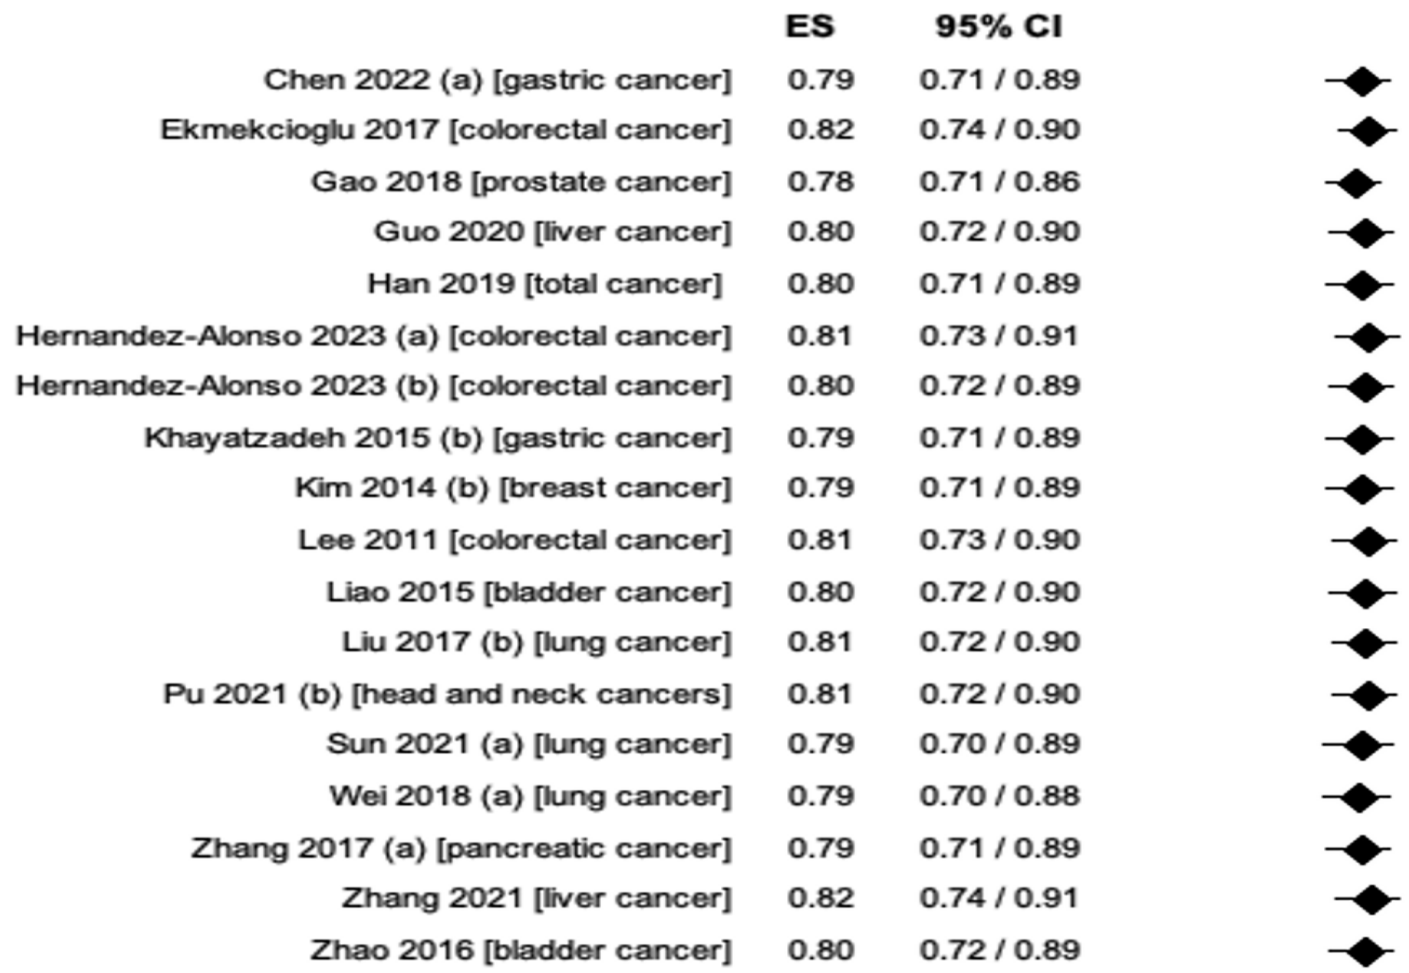 ES 95% CI
Chen 2022 (a) [gastric cancer] 0.79 0.71 / 0.89
Ekmekcioglu 2017 [colorectal cancer] 0.82 0.74 / 0.90
Gao 2018 [prostate cancer] 0.78 0.71 / 0.86
Guo 2020 [liver cancer] 0.80 0.72 / 0.90
Han 2019 [total cancer] 0.80 0.71 / 0.89
Hernandez-Alonso 2023 (a) [colorectal cancer] 0.81 0.73 / 0.91
Hernandez-Alonso 2023 (b) [colorectal cancer] 0.80 0.72 / 0.89
Khayatzadeh 2015 (b) [gastric cancer] 0.79 0.71 / 0.89
Kim 2014 (b) [breast cancer] 0.79 0.71 / 0.89
Lee 2011 [colorectal cancer] 0.81 0.73 / 0.90
Liao 2015 [bladder cancer] 0.80 0.72 / 0.90
Liu 2017 (b) [lung cancer] 0.81 0.72 / 0.90
Pu 2021 (b) [head and neck cancers] 0.81 0.72 / 0.90
Sun 2021 (a) [lung cancer] 0.79 0.70 / 0.89
Wei 2018 (a) [lung cancer] 0.79 0.70 / 0.88
Zhang 2017 (a) [pancreatic cancer] 0.79 0.71 / 0.89
Zhang 2021 [liver cancer] 0.82 0.74 / 0.91
Zhao 2016 [bladder cancer] 0.80 0.72 / 0.89